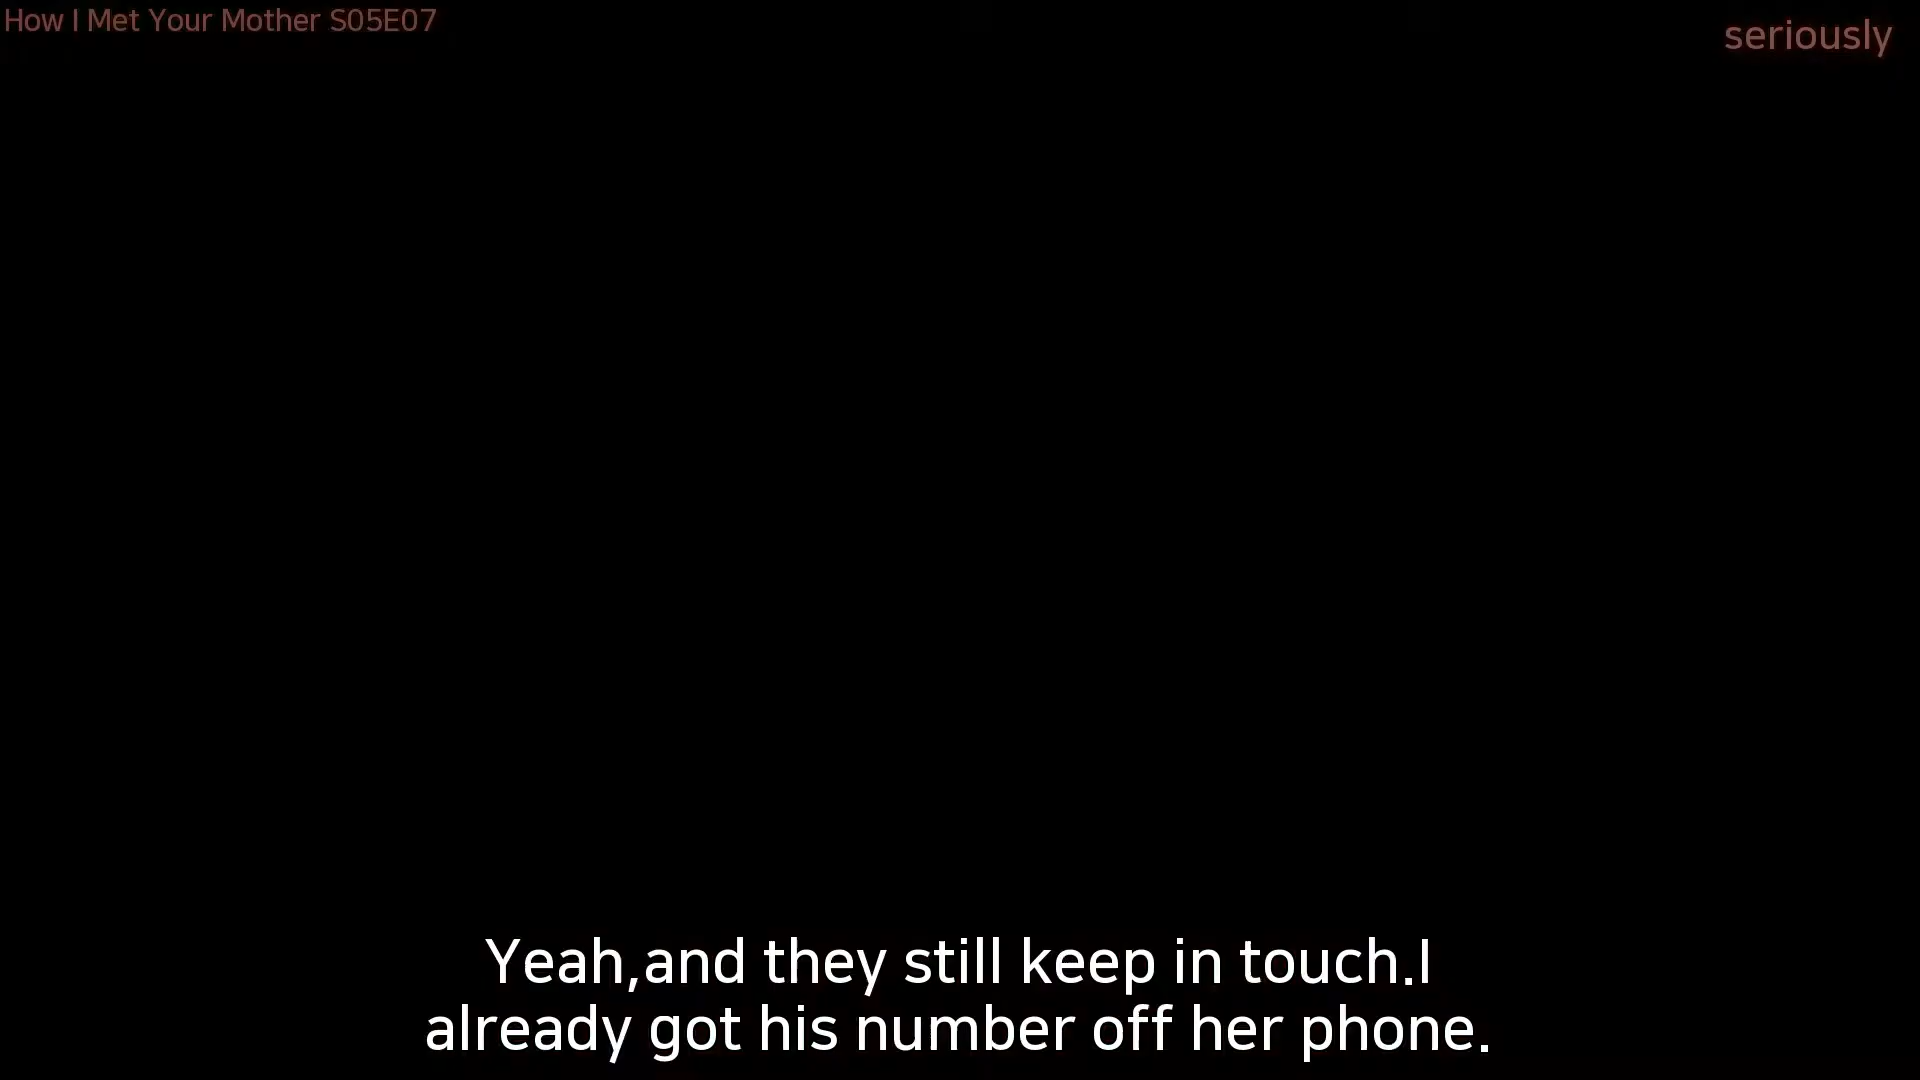 How I Met Your Mother S05E07
seriously
Yeah,and they still keep in touch.I
already got his number off her phone.